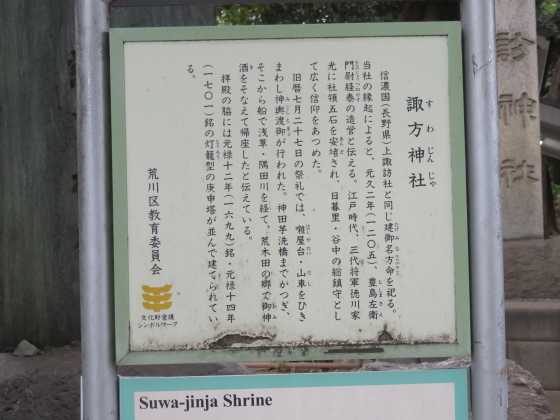 諏方神社
すわじんじゃ
信濃国(長野県)上諏訪社と同じ建御名方命を祀る。
当社の縁起によると、元久二年(一二〇五)、豊島左衛
門尉経泰の造営と伝える。江戸時代、三代将軍徳川家
光に社領五石を安堵され、日暮里・谷中の総鎮守とし
て広く信仰をあつめた。
旧暦七月二十七日の祭礼では、囃屋台・山車をひき
まわし神輿渡御が行われた。神田芋洗橋までかつぎ、
そこから船で浅草・隅田川を経て、荒木田の郷で御神
酒をそなえて帰座したと伝えている。
拝殿の脇には元禄十二年(一六九九)銘・元禄十四年
(一七〇一)銘の灯籠型の庚申塔が並んで建てられてい
る。
荒川区教育委員会
文化財愛護
シンボルマーク
Suwa-jinja Shrine
神社